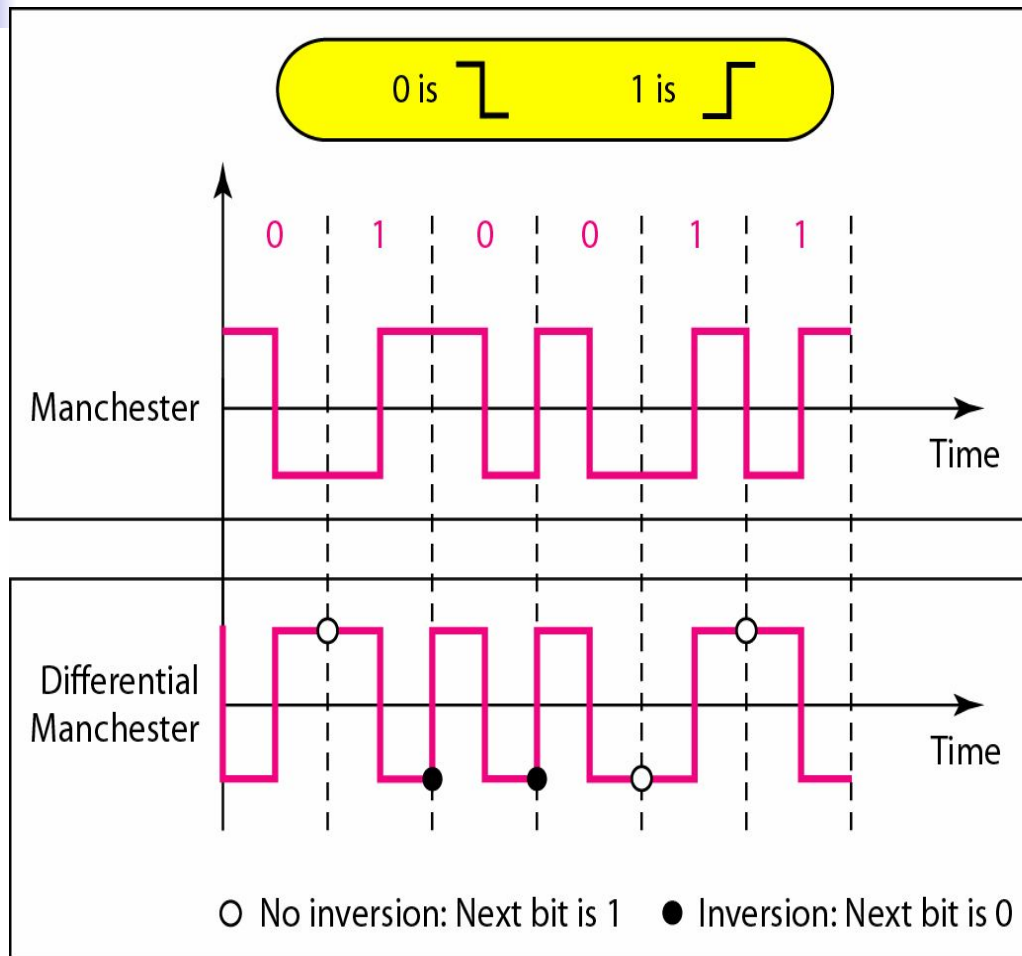 0 is 1 is
0 1 0 0 1 1
Manchester
Time
Differential
Manchester
Time
No inversion: Next bit is 1 Inversion: Next bit is 0